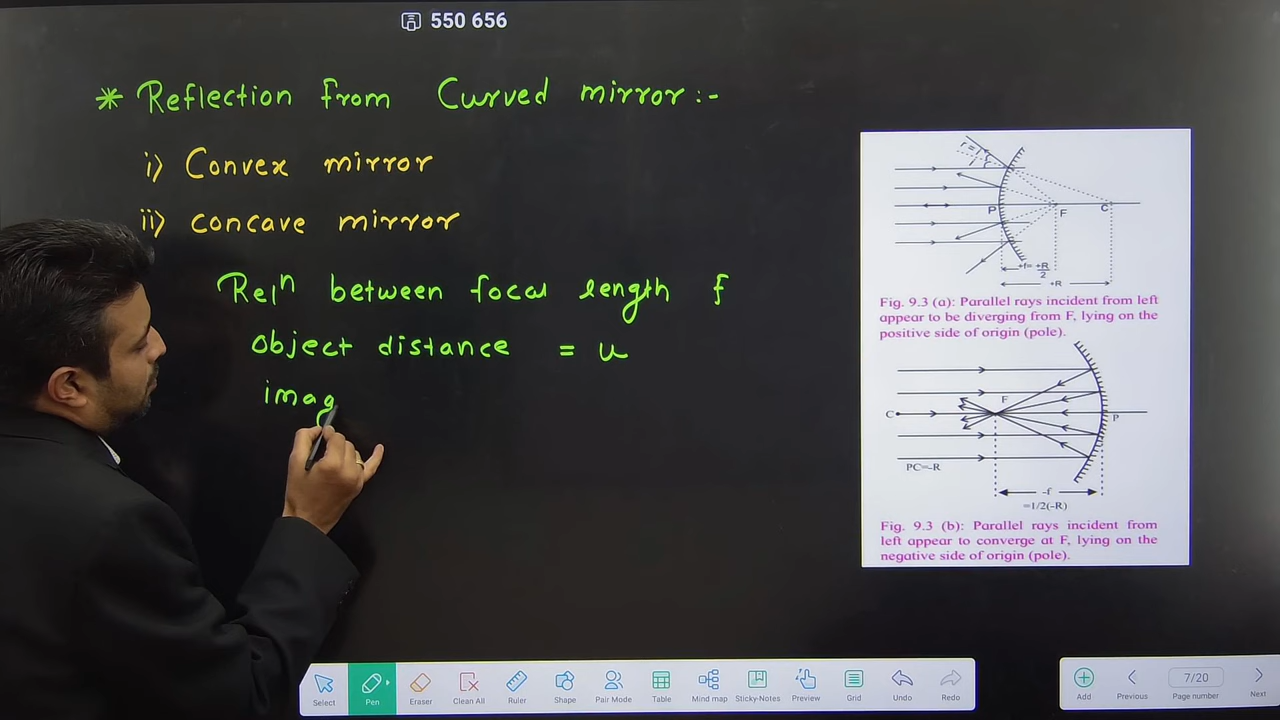 550 656
* Reflection from Curved mirror :-
i) Convex mirror
ii) concave mirror
Relⁿ between focal length f
object distance = u
imag
P
F
C
+f= +R/2
+R
Fig. 9.3 (a): Parallel rays incident from left
appear to be diverging from F, lying on the
positive side of origin (pole).
F
C
P
PC=-R
-f
=1/2(-R)
Fig. 9.3 (b): Parallel rays incident from
left appear to converge at F, lying on the
negative side of origin (pole).
Select
Pen
Eraser
Clean All
Ruler
Shape
Pair Mode
Table
Mind map
Sticky-Notes
Preview
Grid
Undo
Redo
Add
Previous
7/20
Page number
Next